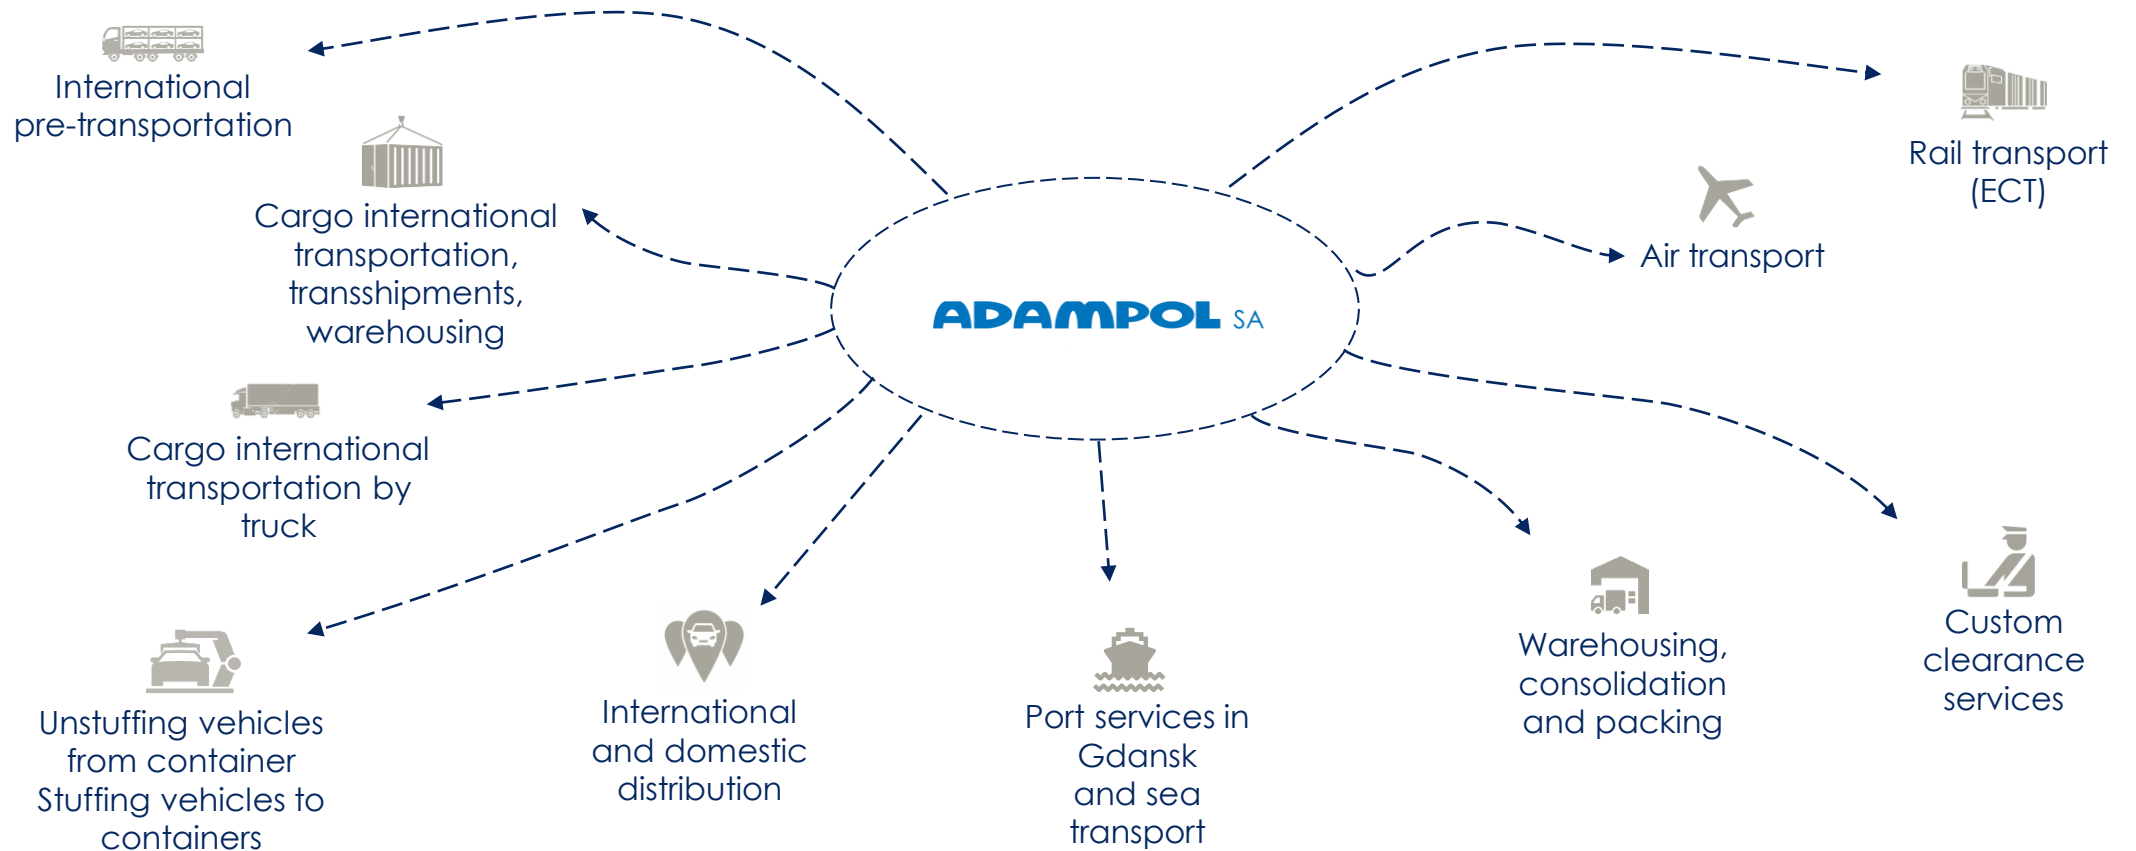 International
pre-transportation
Cargo international
transportation,
transshipments,
warehousing
Cargo international
transportation by
truck
Unstuffing vehicles
from container
Stuffing vehicles to
containers
International
and domestic
distribution
Port services in
Gdansk
and sea
transport
Warehousing,
consolidation
and packing
Custom
clearance
services
Air transport
Rail transport
(ECT)
ADAMPOL SA